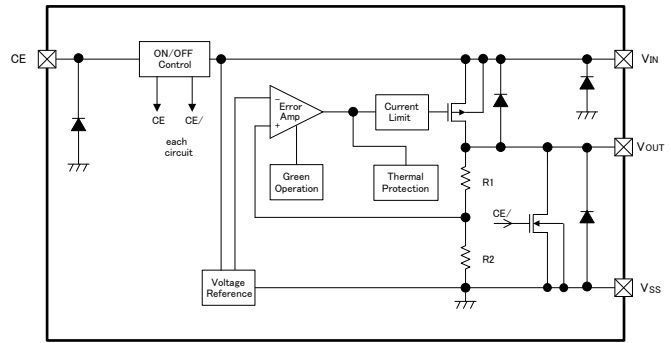 CE
ON/OFF
Control
VIN
CE
CE/
each
circuit
−
Error
Amp
+
Current
Limit
Green
Operation
Thermal
Protection
VOUT
R1
CE/
R2
Voltage
Reference
VSS